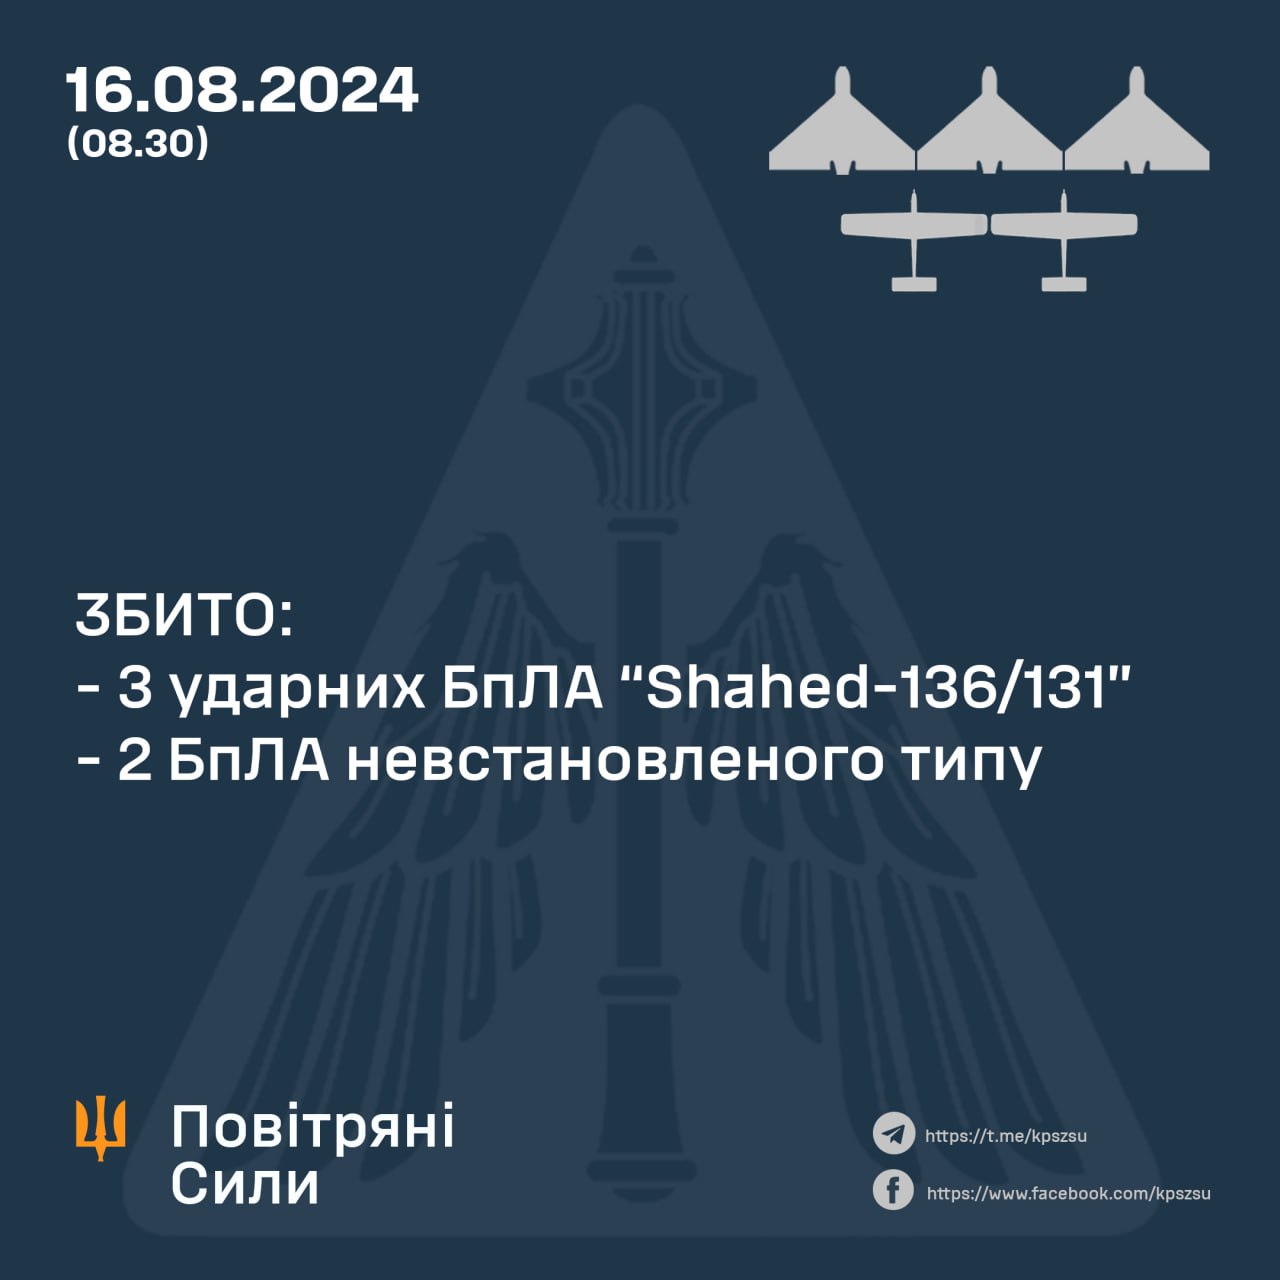 16.08.2024
(08.30)
ЗБИТО:
- 3 ударних БпЛА “Shahed-136/131”
- 2 БпЛА невстановленого типу
Повітряні
Сили
https://t.me/kpszsu
https://www.facebook.com/kpszsu